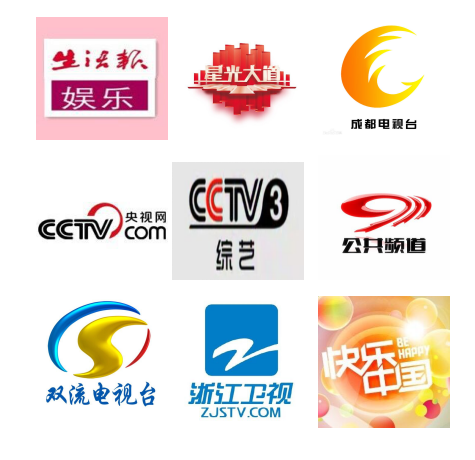 生活报
娱乐
星光大道
成都电视台
CCTV
央视网
com
CCTV3
综艺
公共频道
双流电视台
浙江卫视
ZJSTV.COM
BE
HAPPY
快乐
中国